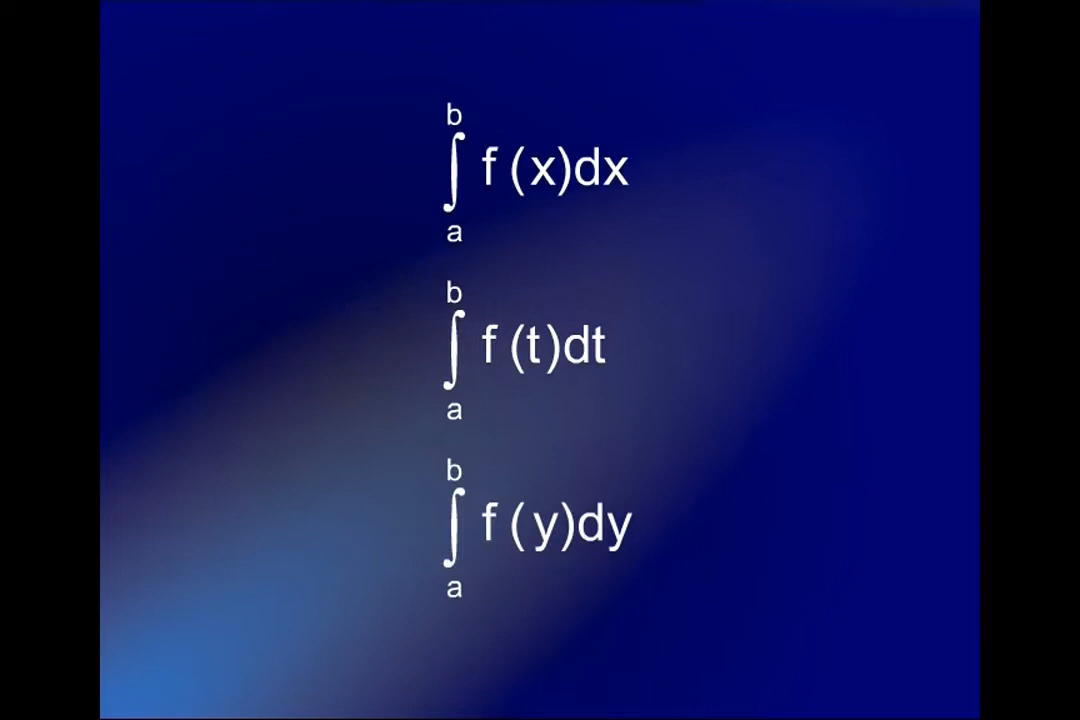 b
∫ f (x)dx
a
b
∫ f (t)dt
a
b
∫ f (y)dy
a